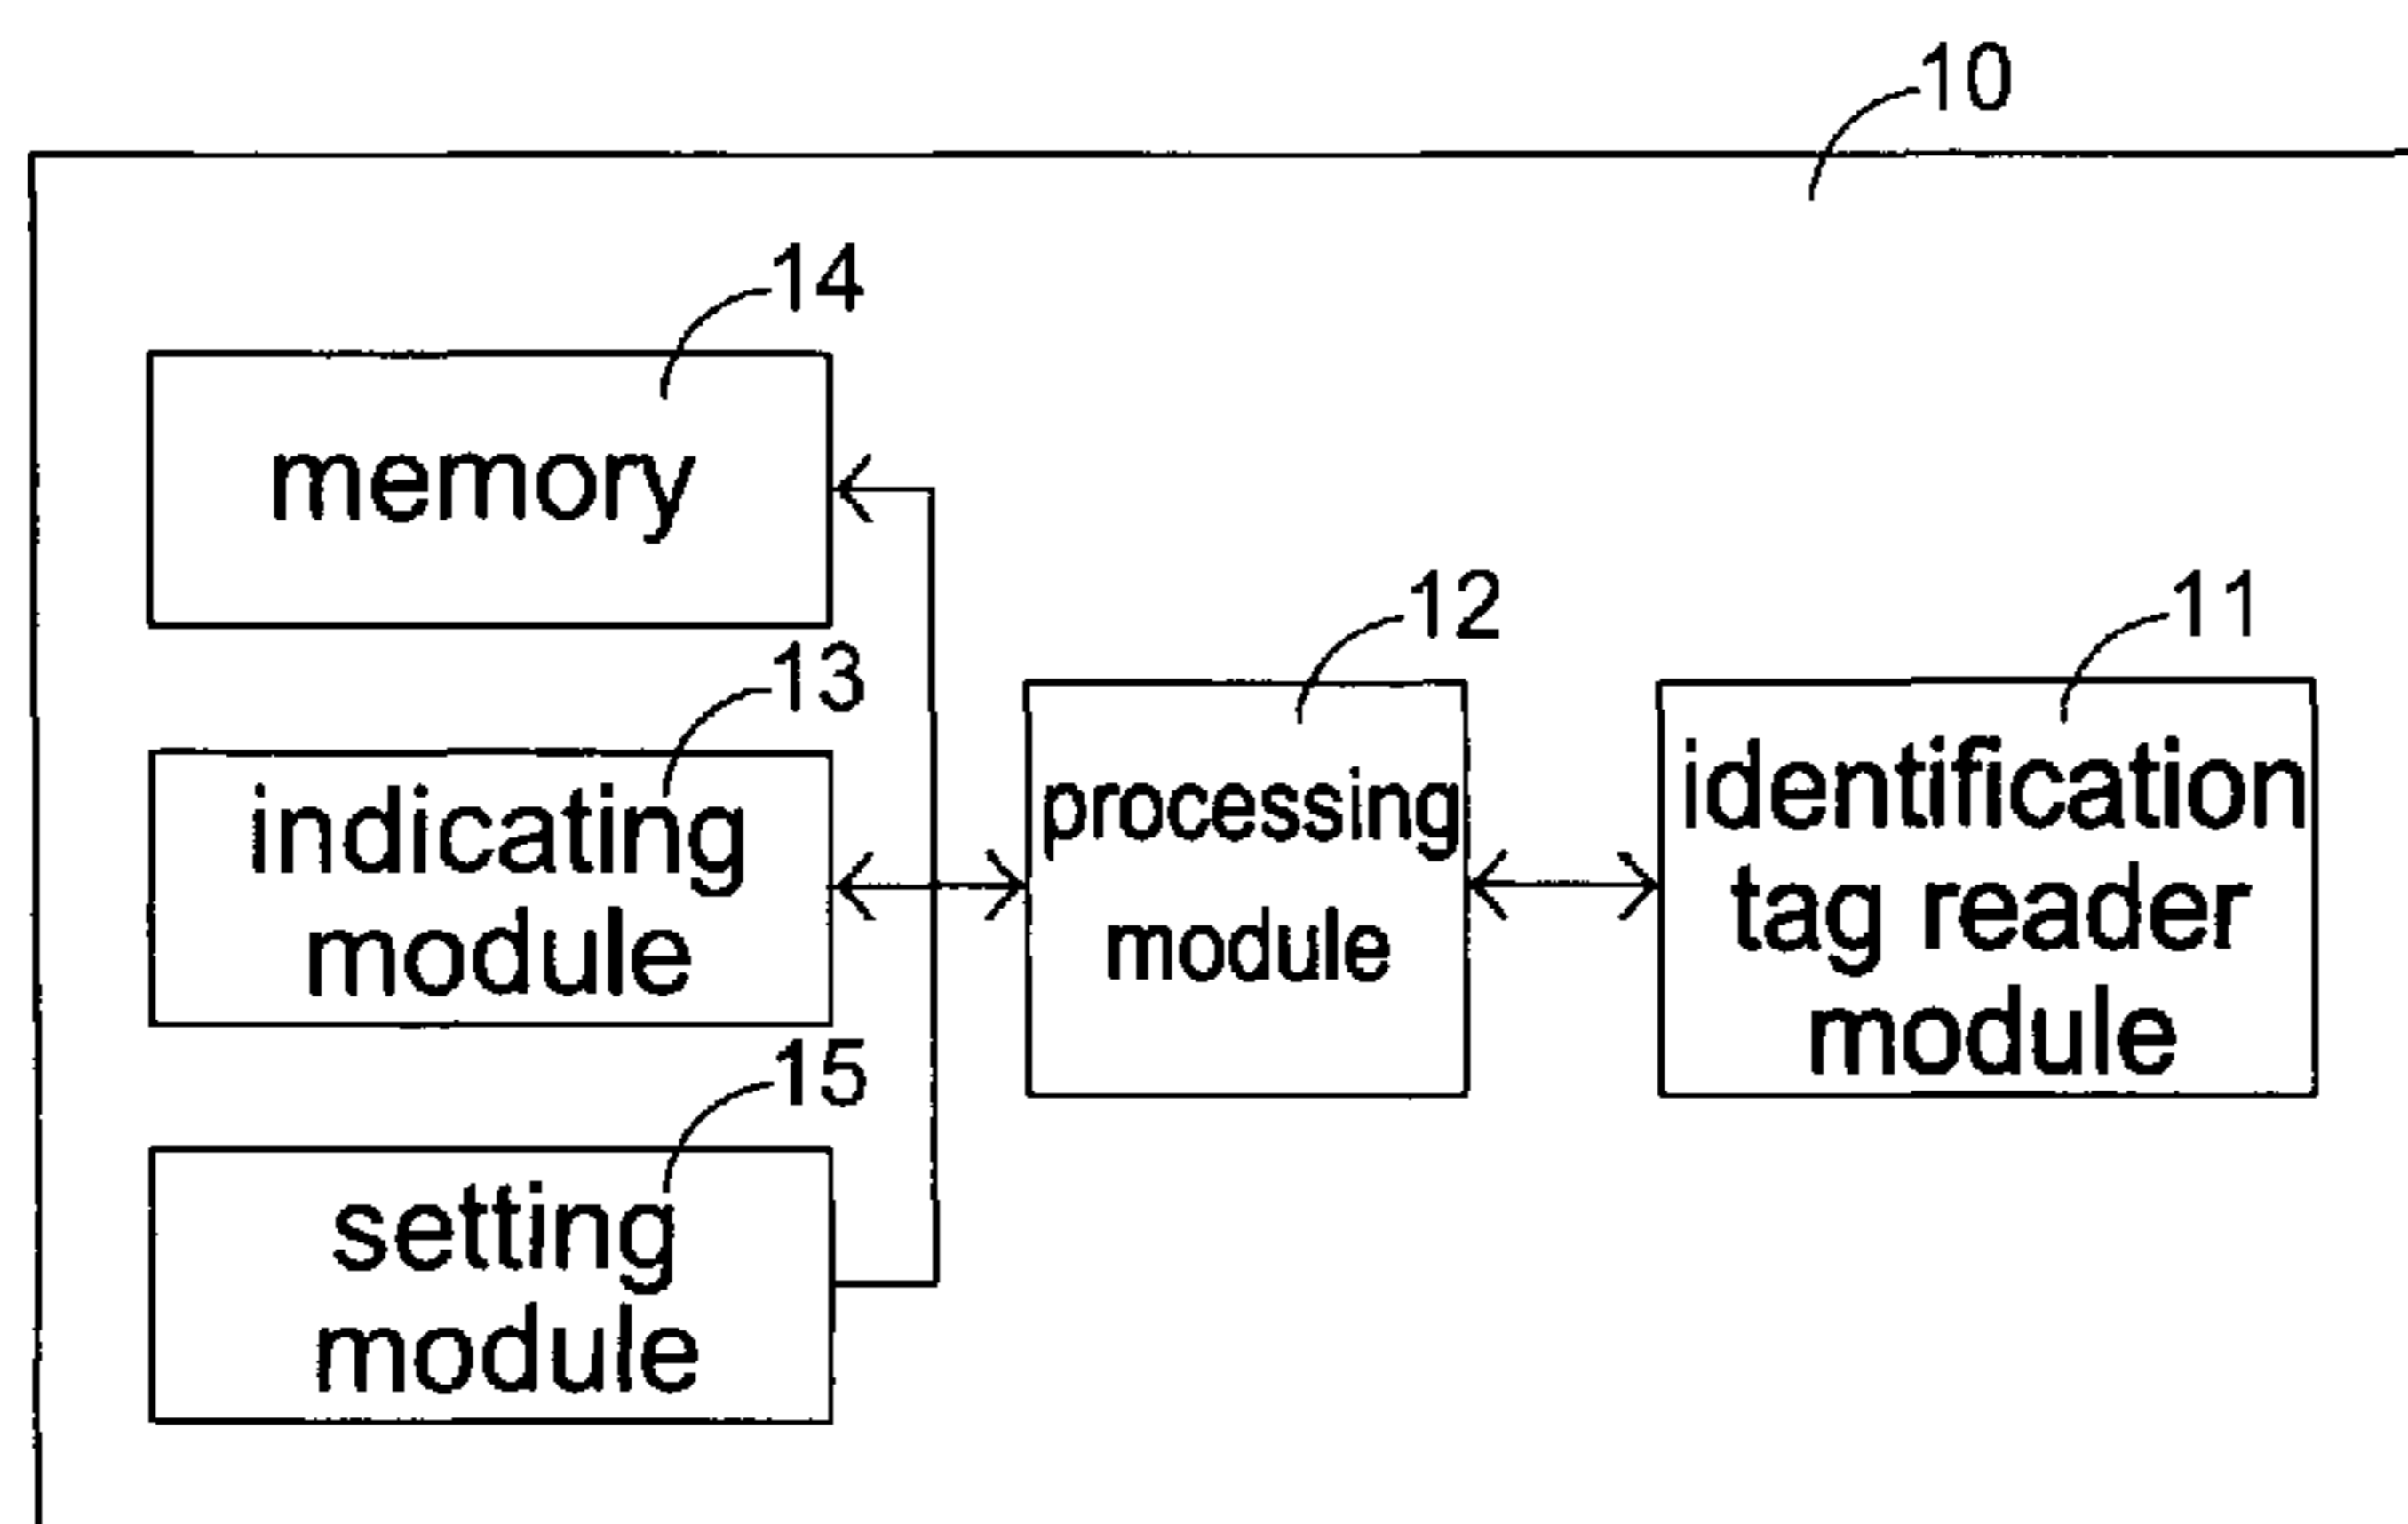 10
14
memory
13
indicating
module
15
setting
module
12
processing
module
11
identification
tag reader
module